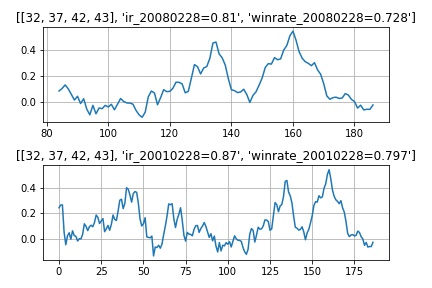 [[32, 37, 42, 43], 'ir_20080228=0.81', 'winrate_20080228=0.728']
0.4
0.2
0.0
80 100 120 140 160 180
[[32, 37, 42, 43], 'ir_20010228=0.87', 'winrate_20010228=0.797']
0.4
0.2
0.0
0 25 50 75 100 125 150 175